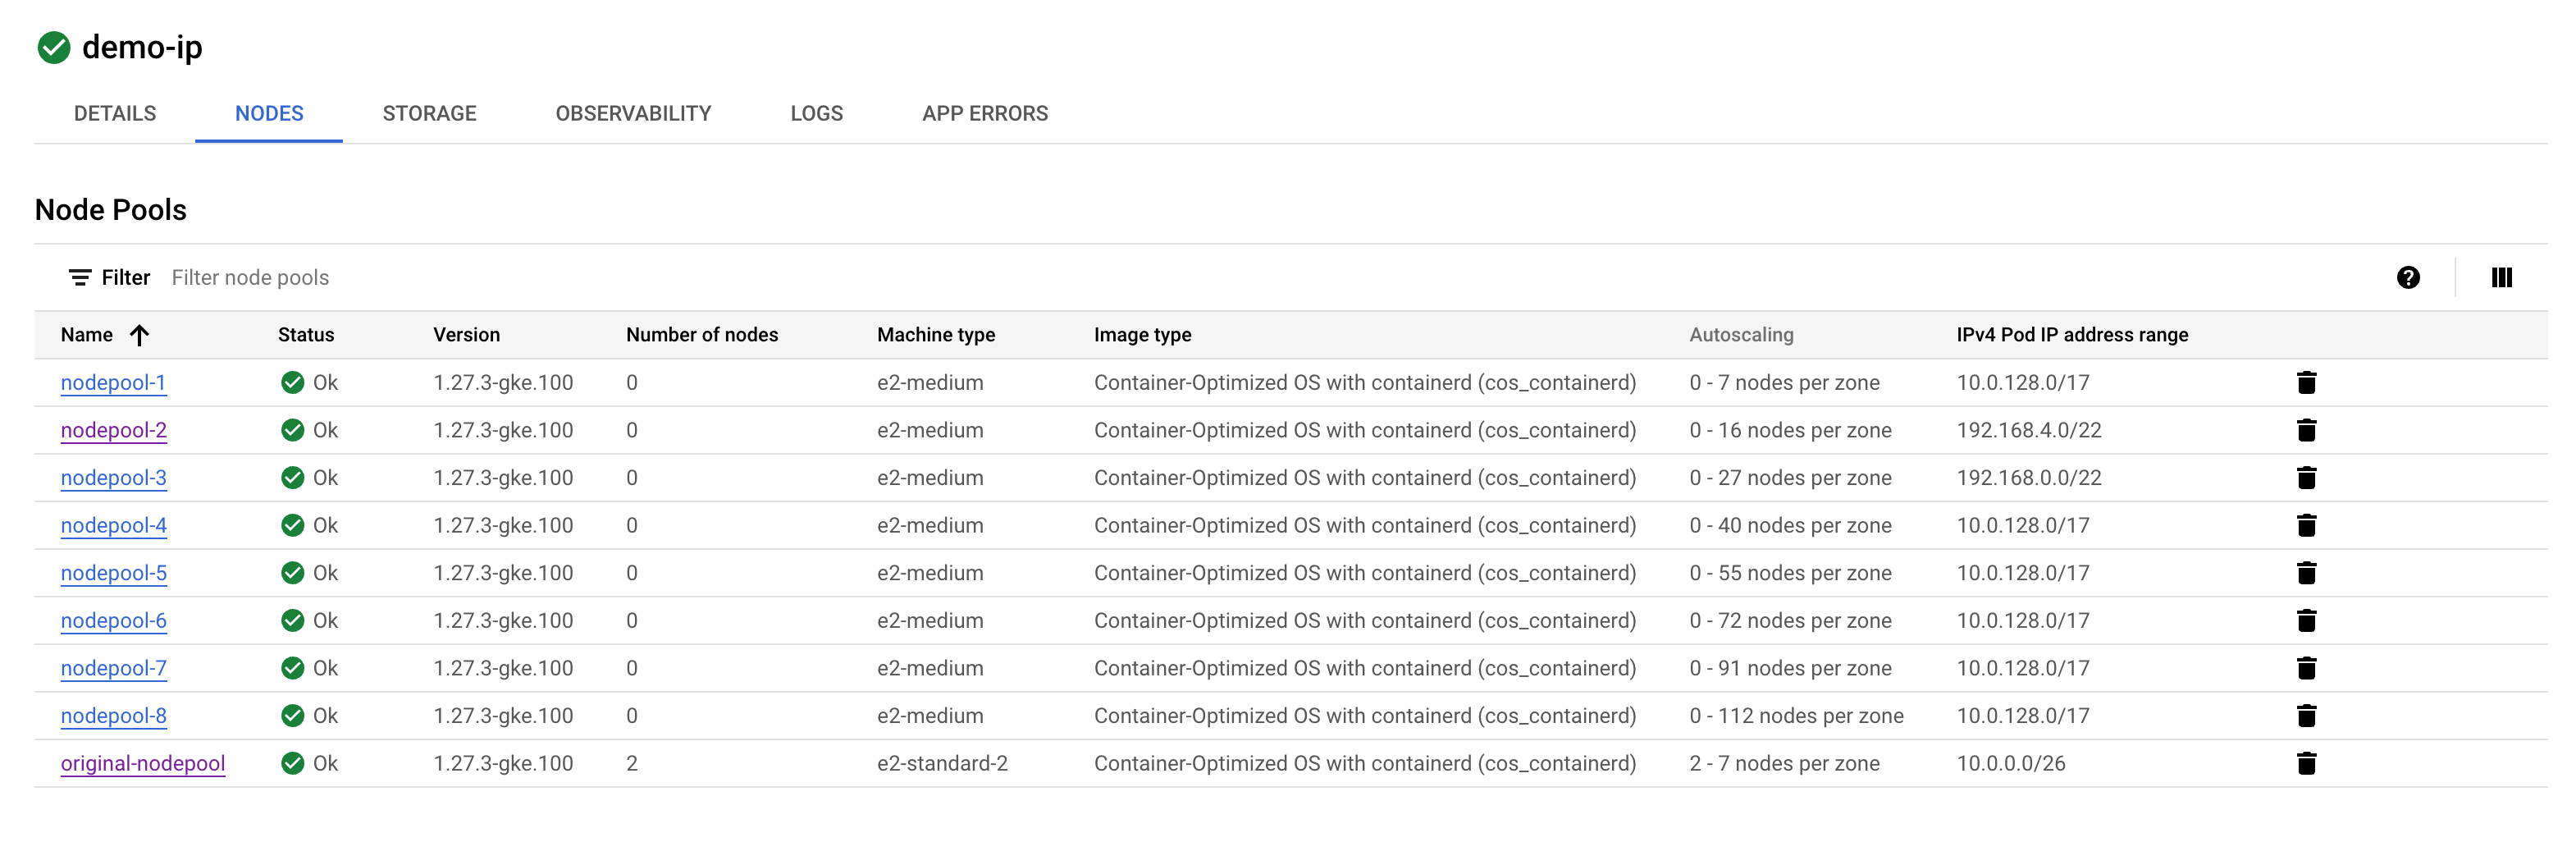 demo-ip
DETAILS NODES STORAGE OBSERVABILITY LOGS APP ERRORS
Node Pools
Filter Filter node pools
Name Status Version Number of nodes Machine type Image type Autoscaling IPv4 Pod IP address range
nodepool-1 Ok 1.27.3-gke.100 0 e2-medium Container-Optimized OS with containerd (cos_containerd) 0 - 7 nodes per zone 10.0.128.0/17
nodepool-2 Ok 1.27.3-gke.100 0 e2-medium Container-Optimized OS with containerd (cos_containerd) 0 - 16 nodes per zone 192.168.4.0/22
nodepool-3 Ok 1.27.3-gke.100 0 e2-medium Container-Optimized OS with containerd (cos_containerd) 0 - 27 nodes per zone 192.168.0.0/22
nodepool-4 Ok 1.27.3-gke.100 0 e2-medium Container-Optimized OS with containerd (cos_containerd) 0 - 40 nodes per zone 10.0.128.0/17
nodepool-5 Ok 1.27.3-gke.100 0 e2-medium Container-Optimized OS with containerd (cos_containerd) 0 - 55 nodes per zone 10.0.128.0/17
nodepool-6 Ok 1.27.3-gke.100 0 e2-medium Container-Optimized OS with containerd (cos_containerd) 0 - 72 nodes per zone 10.0.128.0/17
nodepool-7 Ok 1.27.3-gke.100 0 e2-medium Container-Optimized OS with containerd (cos_containerd) 0 - 91 nodes per zone 10.0.128.0/17
nodepool-8 Ok 1.27.3-gke.100 0 e2-medium Container-Optimized OS with containerd (cos_containerd) 0 - 112 nodes per zone 10.0.128.0/17
original-nodepool Ok 1.27.3-gke.100 2 e2-standard-2 Container-Optimized OS with containerd (cos_containerd) 2 - 7 nodes per zone 10.0.0.0/26